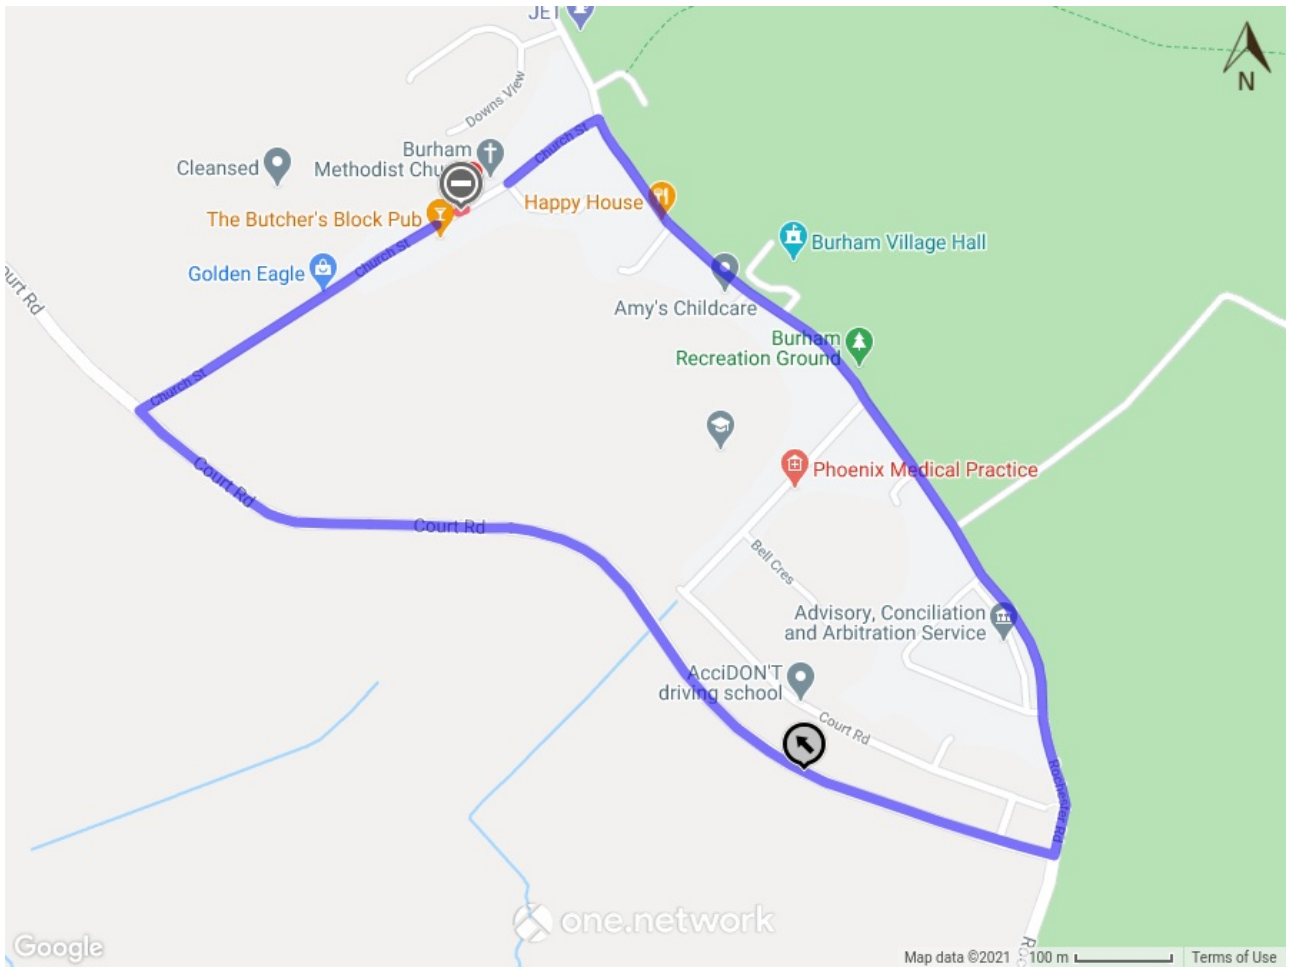 JET
N
Downs View
Burham
Methodist Chu
Church St
Cleansed
Happy House
The Butcher's Block Pub
Church St
Burham Village Hall
Golden Eagle
ourt Rd
Amy's Childcare
Burham
Recreation Ground
Church St
Court Rd
Phoenix Medical Practice
Court Rd
Bell Cres
Advisory, Conciliation
and Arbitration Service
AcciDON'T
driving school
Court Rd
Rochester Rd
one.network
Google
Ro
Map data ©2021
100 m
Terms of Use